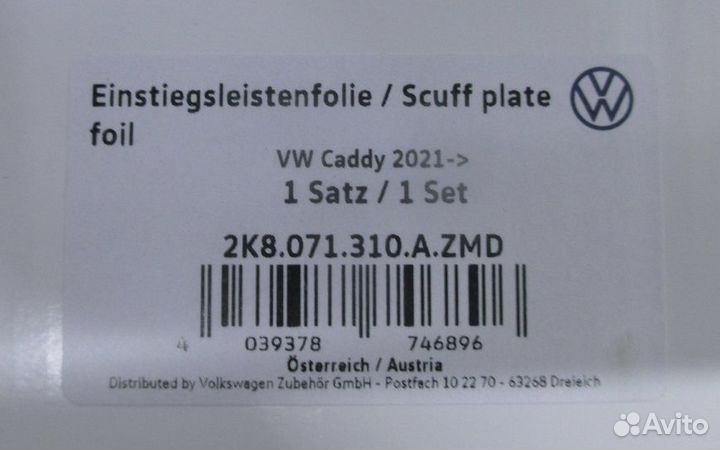 Einstiegsleistenfolie / Scuff plate
foil
VW Caddy 2021->
1 Satz / 1 Set
2K8.071.310.A.ZMD
4 039378 746896
Österreich / Austria
Distributed by Volkswagen Zubehör GmbH - Postfach 10 22 70 - 63268 Dreieich
Avito